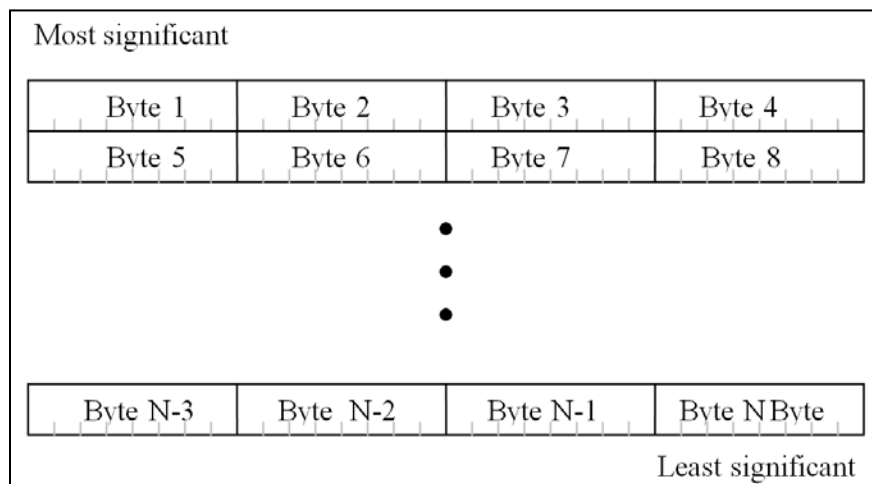 Most significant
Byte 1 Byte 2 Byte 3 Byte 4
Byte 5 Byte 6 Byte 7 Byte 8
Byte N-3 Byte N-2 Byte N-1 Byte N Byte
Least significant